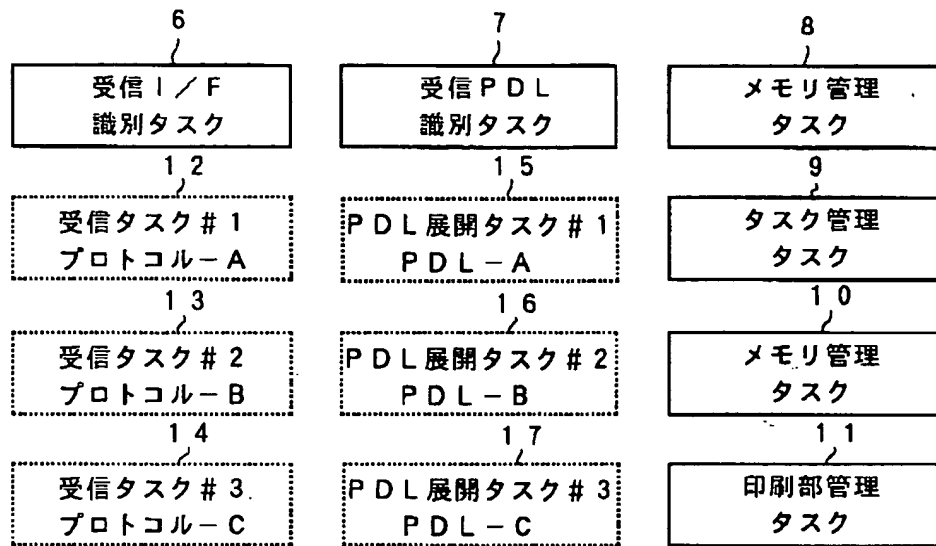 6
7
8
受信I／F
識別タスク
受信PDL
識別タスク
メモリ管理
タスク
12
15
9
受信タスク#1
プロトコル－A
PDL展開タスク#1
PDL－A
タスク管理
タスク
13
16
10
受信タスク#2
プロトコル－B
PDL展開タスク#2
PDL－B
メモリ管理
タスク
14
17
11
受信タスク#3
プロトコル－C
PDL展開タスク#3
PDL－C
印刷部管理
タスク